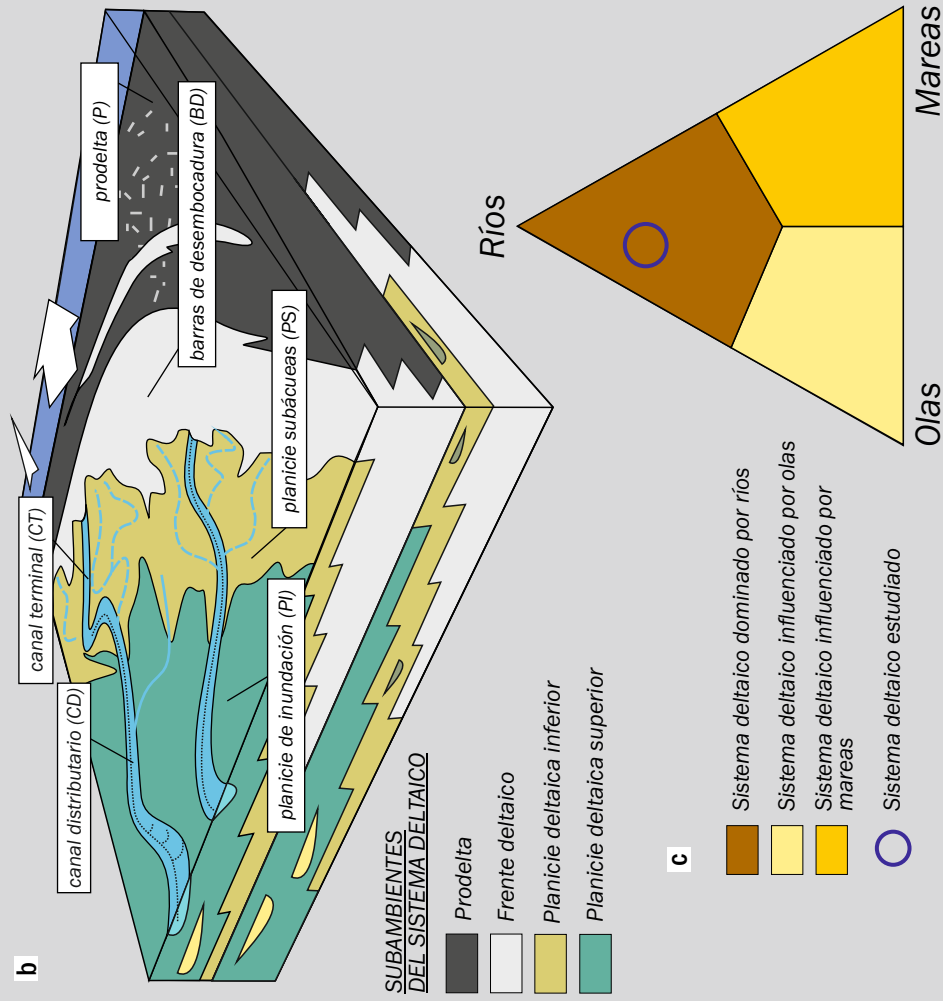 b
canal distributario (CD)
canal terminal (CT)
prodelta (P)
barras de desembocadura (BD)
planicie subácueas (PS)
planicie de inundación (PI)
SUBAMBIENTES
DEL SISTEMA DELTAICO
Prodelta
Frente deltaico
Planicie deltaica inferior
Planicie deltaica superior
c
Ríos
Olas
Mareas
Sistema deltaico dominado por ríos
Sistema deltaico influenciado por olas
Sistema deltaico influenciado por
mareas
Sistema deltaico estudiado